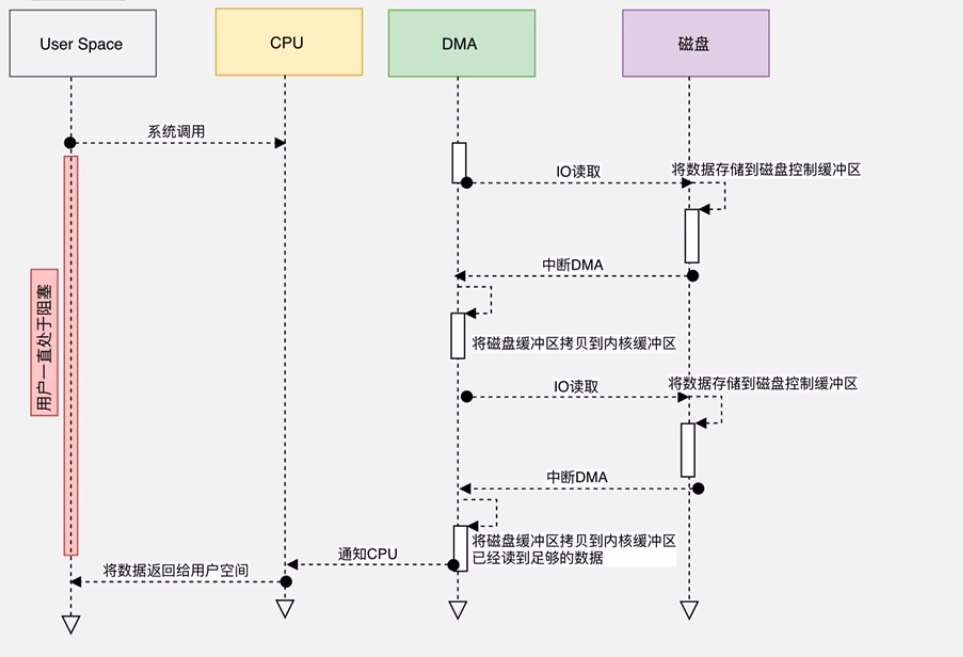 User Space
CPU
DMA
磁盘
系统调用
IO读取
将数据存储到磁盘控制缓冲区
中断DMA
用户一直处于阻塞
将磁盘缓冲区拷贝到内核缓冲区
IO读取
将数据存储到磁盘控制缓冲区
中断DMA
将磁盘缓冲区拷贝到内核缓冲区
已经读到足够的数据
通知CPU
将数据返回给用户空间